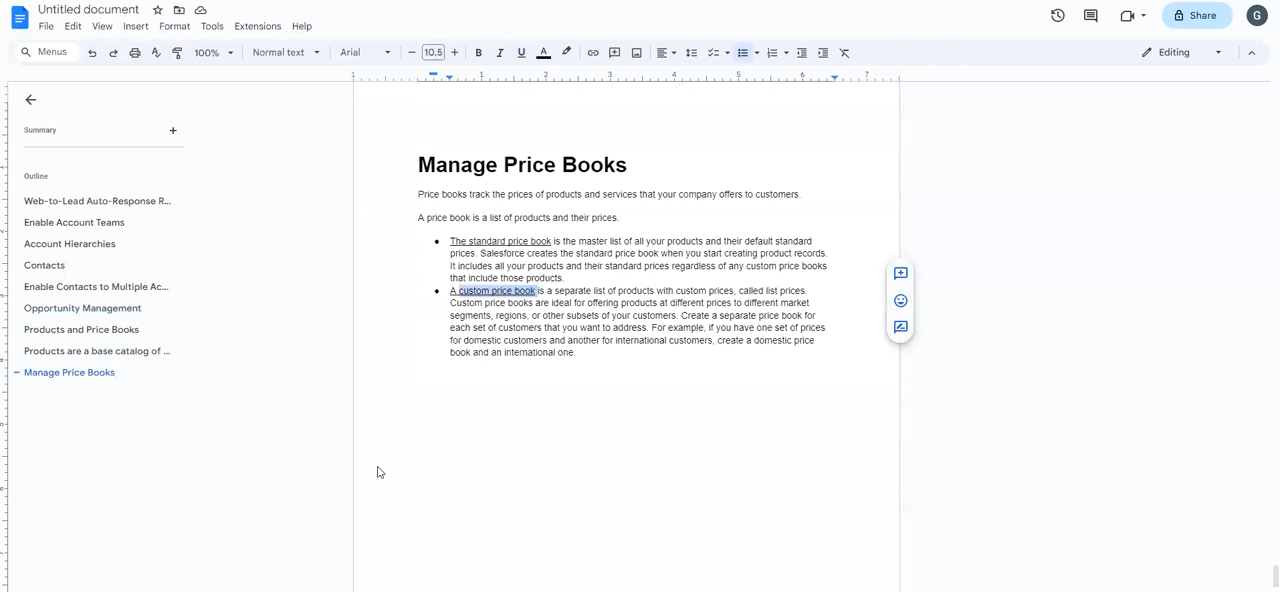 Untitled document
File Edit View Insert Format Tools Extensions Help
Share
G
Menus 100% Normal text Arial 10.5 B I U A Editing
1 1 2 3 4 5 6 7
Summary
Outline
Web-to-Lead Auto-Response R...
Enable Account Teams
Account Hierarchies
Contacts
Enable Contacts to Multiple Ac...
Opportunity Management
Products and Price Books
Products are a base catalog of ...
Manage Price Books
Manage Price Books
Price books track the prices of products and services that your company offers to customers.
A price book is a list of products and their prices.
The standard price book is the master list of all your products and their default standard
prices. Salesforce creates the standard price book when you start creating product records.
It includes all your products and their standard prices regardless of any custom price books
that include those products.
A custom price book is a separate list of products with custom prices, called list prices.
Custom price books are ideal for offering products at different prices to different market
segments, regions, or other subsets of your customers. Create a separate price book for
each set of customers that you want to address. For example, if you have one set of prices
for domestic customers and another for international customers, create a domestic price
book and an international one.